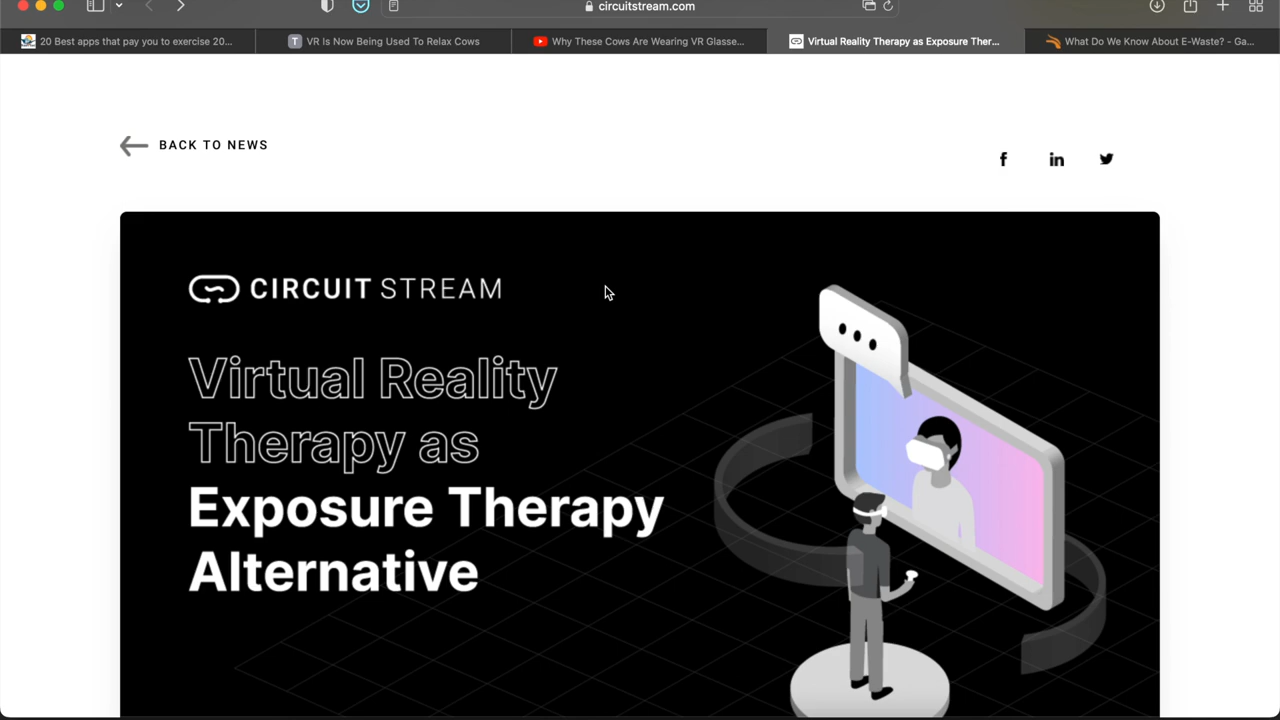 circuitstream.com
20 Best apps that pay you to exercise 20...
VR Is Now Being Used To Relax Cows
Why These Cows Are Wearing VR Glasse...
Virtual Reality Therapy as Exposure Ther...
What Do We Know About E-Waste? - Ga...
BACK TO NEWS
CIRCUIT STREAM
Virtual Reality
Therapy as
Exposure Therapy
Alternative